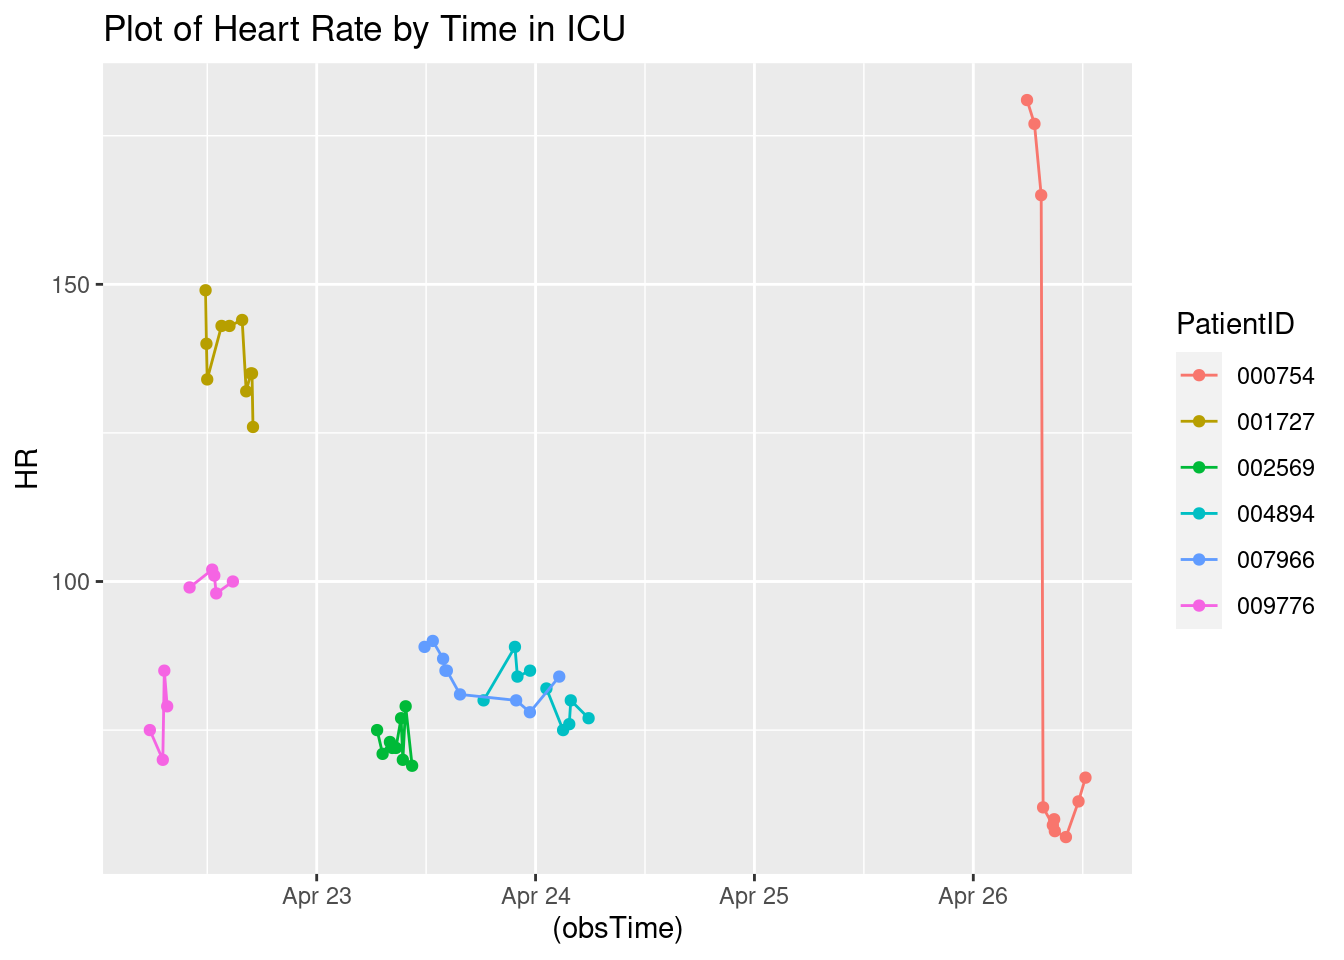 Plot of Heart Rate by Time in ICU
150
100
HR
Apr 23
Apr 24
Apr 25
Apr 26
(obsTime)
PatientID
000754
001727
002569
004894
007966
009776